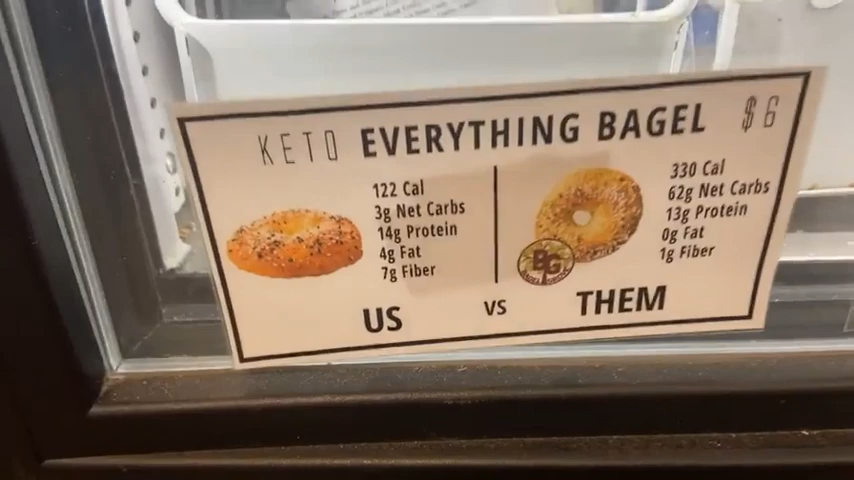 KETO EVERYTHING BAGEL $6
122 Cal
3g Net Carbs
14g Protein
4g Fat
7g Fiber
US
VS
330 Cal
62g Net Carbs
13g Protein
0g Fat
1g Fiber
BG
THEM